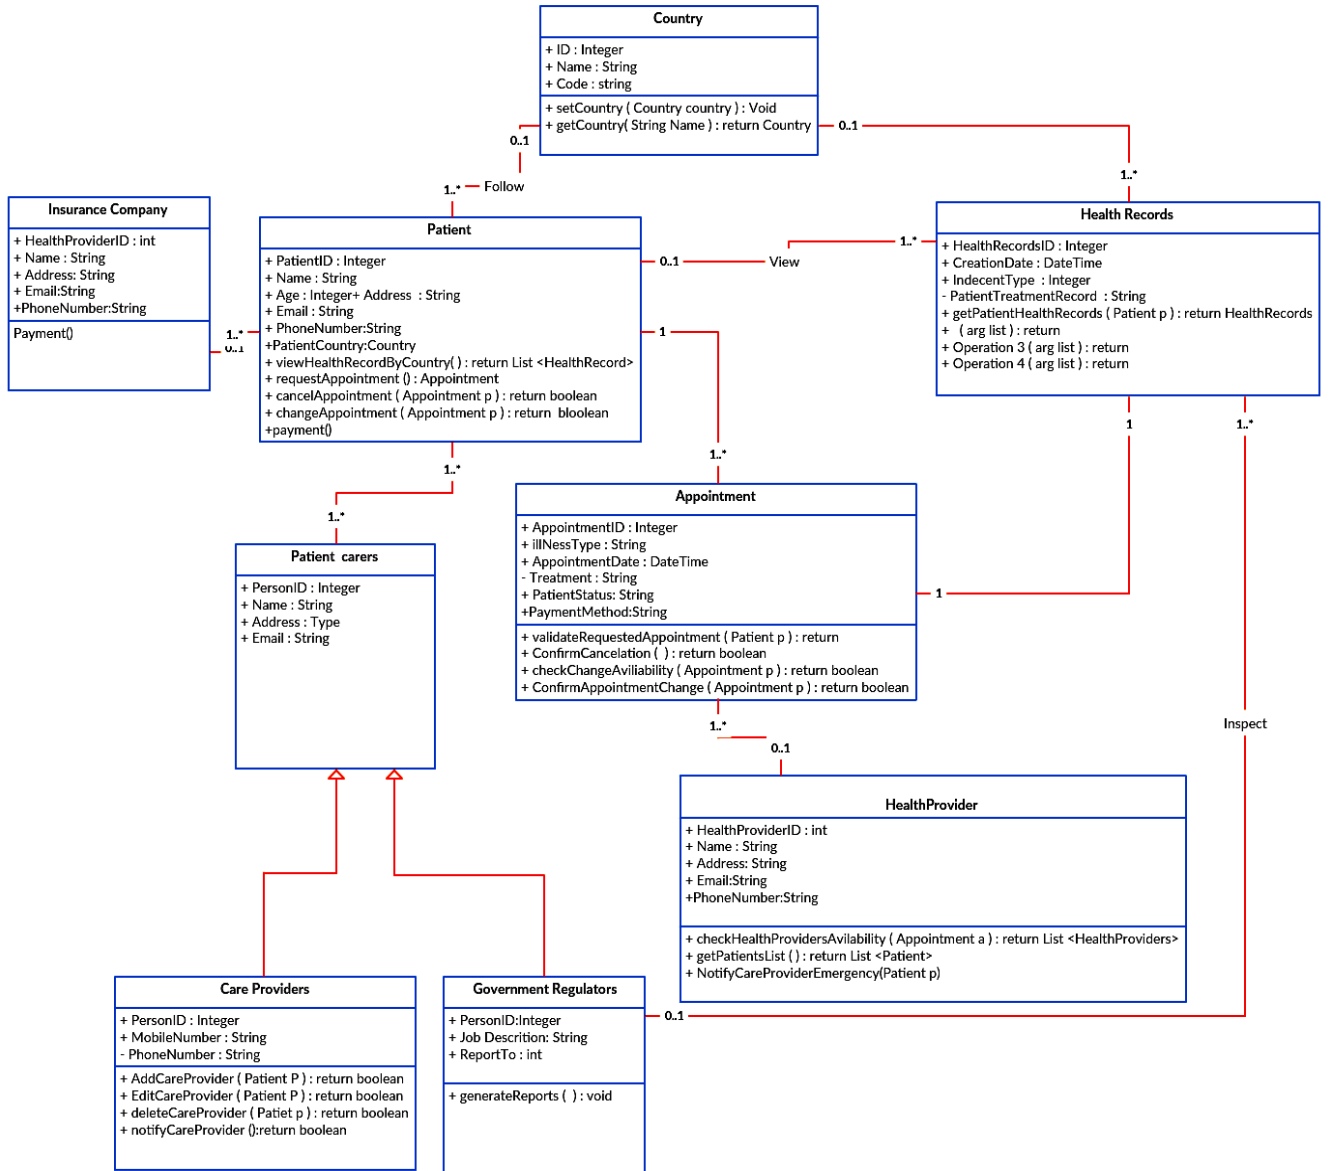 Country
+ ID : Integer
+ Name : String
+ Code : string
+ setCountry ( Country country ) : Void
+ getCountry( String Name ) : return Country
0..1
0..1
1..*
Follow
1..*
Insurance Company
+ HealthProviderID : int
+ Name : String
+ Address: String
+ Email:String
+PhoneNumber:String
Payment()
1..*
0..1
Patient
+ PatientID : Integer
+ Name : String
+ Age : Integer+ Address : String
+ Email : String
+ PhoneNumber:String
+PatientCountry:Country
+ viewHealthRecordByCountry( ) : return List <HealthRecord>
+ requestAppointment () : Appointment
+ cancelAppointment ( Appointment p ) : return boolean
+ changeAppointment ( Appointment p ) : return bloolean
+payment()
0..1
View
1..*
Health Records
+ HealthRecordsID : Integer
+ CreationDate : DateTime
+ IndecentType : Integer
- PatientTreatmentRecord : String
+ getPatientHealthRecords ( Patient p ) : return HealthRecords
+ ( arg list ) : return
+ Operation 3 ( arg list ) : return
+ Operation 4 ( arg list ) : return
1
1..*
1
1..*
1..*
1..*
Patient carers
+ PersonID : Integer
+ Name : String
+ Address : Type
+ Email : String
Appointment
+ AppointmentID : Integer
+ illNessType : String
+ AppointmentDate : DateTime
- Treatment : String
+ PatientStatus: String
+PaymentMethod:String
+ validateRequestedAppointment ( Patient p ) : return
+ ConfirmCancelation ( ) : return boolean
+ checkChangeAviliability ( Appointment p ) : return boolean
+ ConfirmAppointmentChange ( Appointment p ) : return boolean
1
1..*
0..1
Inspect
HealthProvider
+ HealthProviderID : int
+ Name : String
+ Address: String
+ Email:String
+PhoneNumber:String
+ checkHealthProvidersAvilability ( Appointment a ) : return List <HealthProviders>
+ getPatientsList ( ) : return List <Patient>
+ NotifyCareProviderEmergency(Patient p)
Care Providers
+ PersonID : Integer
+ MobileNumber : String
- PhoneNumber : String
+ AddCareProvider ( Patient P ) : return boolean
+ EditCareProvider ( Patient P ) : return boolean
+ deleteCareProvider ( Patiet p ) : return boolean
+ notifyCareProvider ():return boolean
Government Regulators
+ PersonID:Integer
+ Job Descrition: String
+ ReportTo : int
+ generateReports ( ) : void
0..1